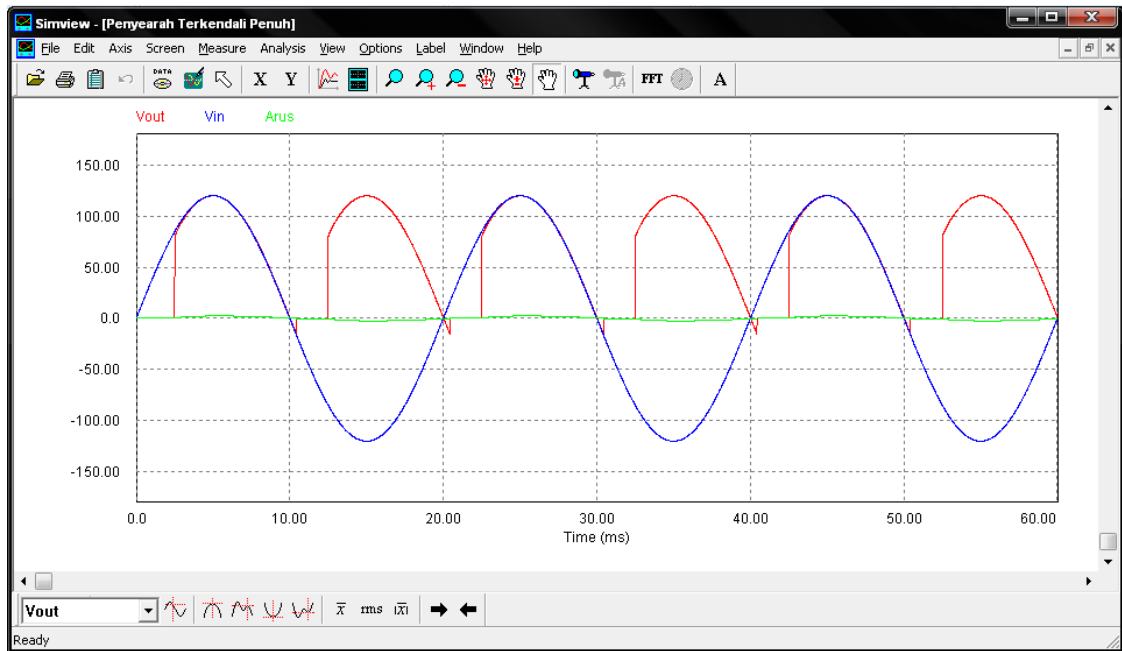 Simview - [Penyearah Terkendali Penuh]
File Edit Axis Screen Measure Analysis View Options Label Window Help
DATA X Y FFT A
Vout Vin Arus
150.00
100.00
50.00
0.0
-50.00
-100.00
-150.00
0.0 10.00 20.00 30.00 40.00 50.00 60.00
Time (ms)
Vout x rms |x|
Ready